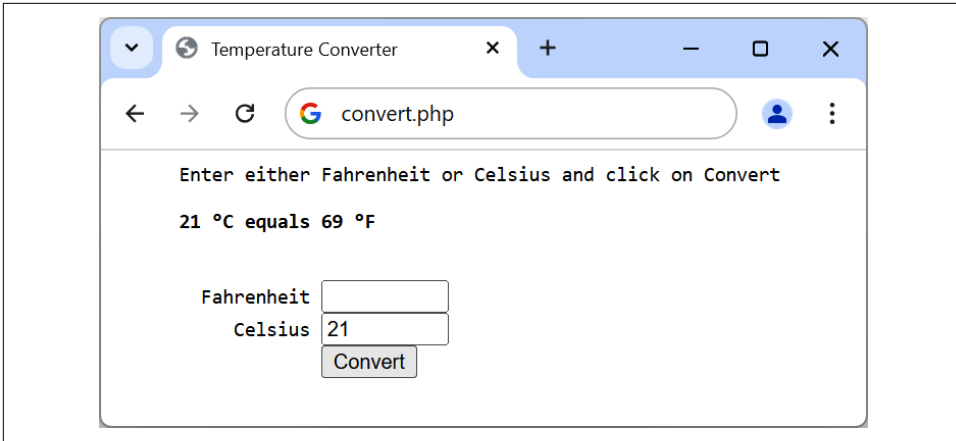 Temperature Converter
convert.php
Enter either Fahrenheit or Celsius and click on Convert
21 °C equals 69 °F
Fahrenheit
Celsius 21
Convert